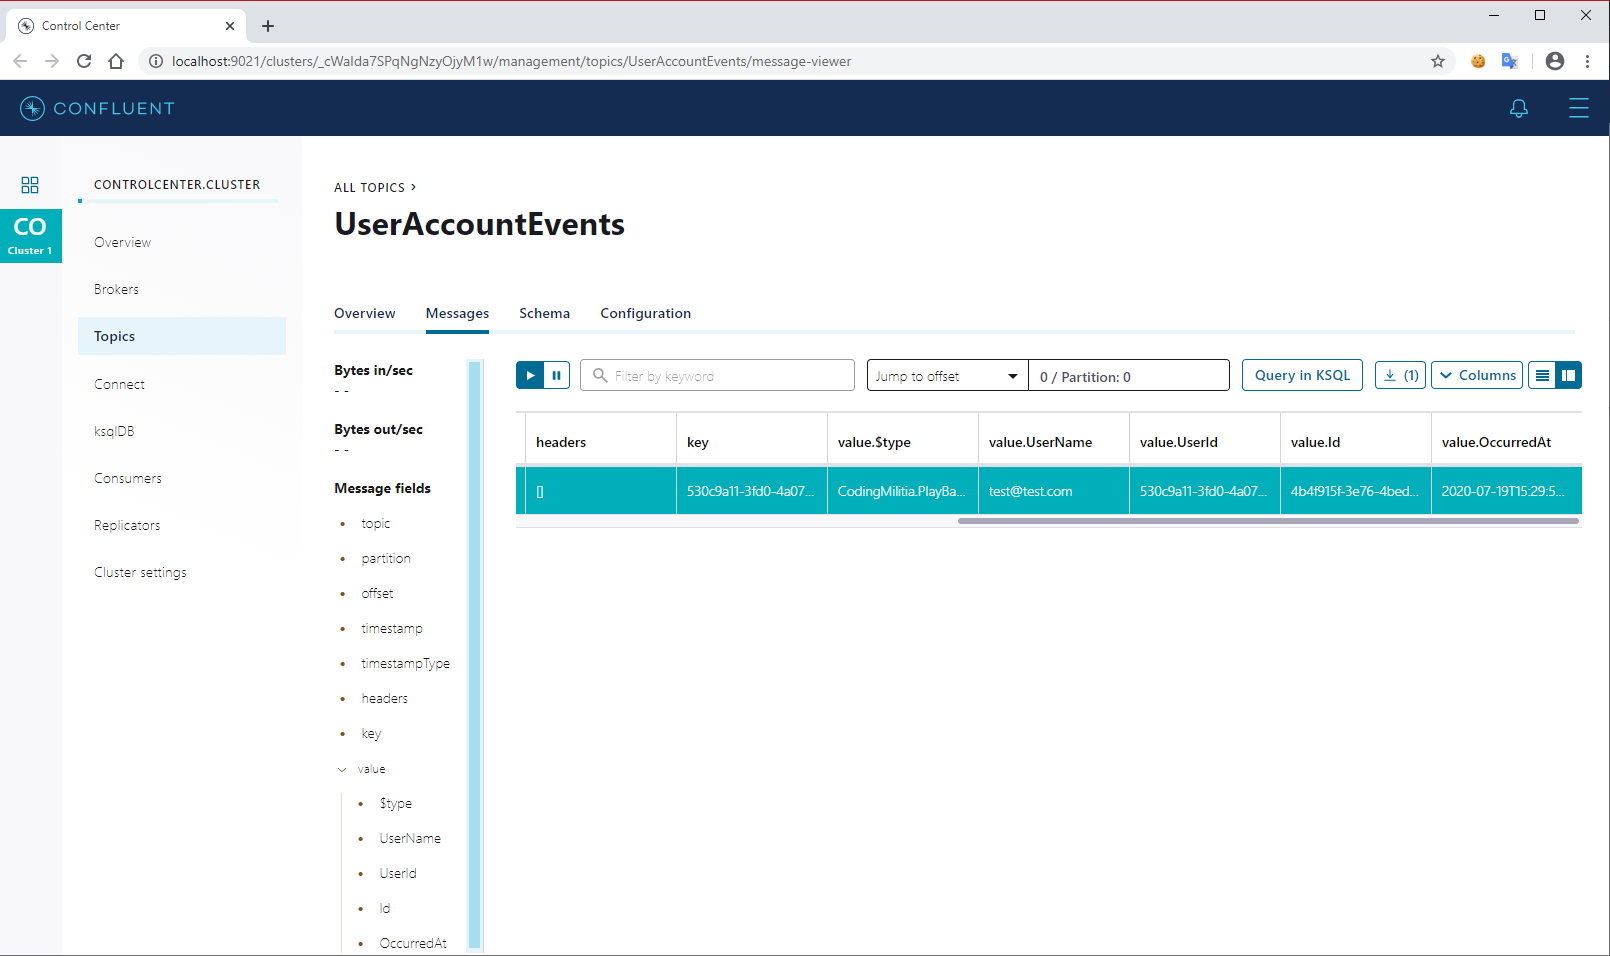 Control Center
localhost:9021/clusters/_cWaIda7SPqNgNzyOjyM1w/management/topics/UserAccountEvents/message-viewer
CONFLUENT
CO
Cluster 1
CONTROLCENTER.CLUSTER
Overview
Brokers
Topics
Connect
ksqlDB
Consumers
Replicators
Cluster settings
ALL TOPICS >
UserAccountEvents
Overview Messages Schema Configuration
Bytes in/sec
- -
Bytes out/sec
- -
Message fields
topic
partition
offset
timestamp
timestampType
headers
key
value
$type
UserName
UserId
Id
OccurredAt
Filter by keyword Jump to offset 0 / Partition: 0 Query in KSQL (1) Columns
headers key value.$type value.UserName value.UserId value.Id value.OccurredAt
[] 530c9a11-3fd0-4a07... CodingMilitia.PlayBa... test@test.com 530c9a11-3fd0-4a07... 4b4f915f-3e76-4bed... 2020-07-19T15:29:5...